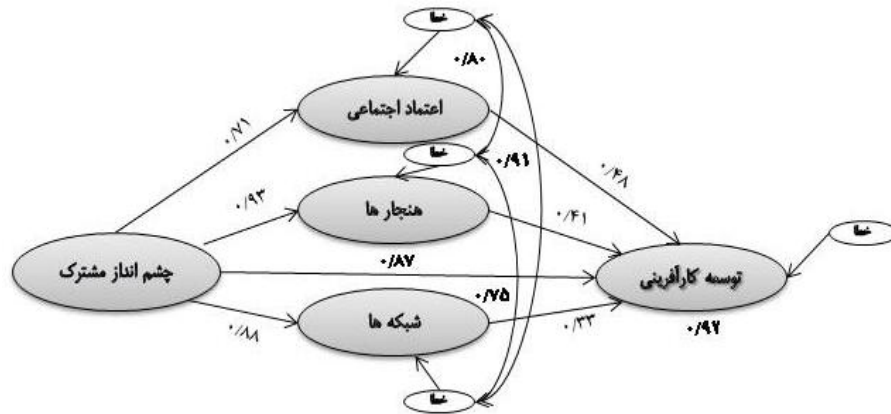 خطا
۰/۸۰
اعتماد اجتماعی
۰/۷۱
خطا
۰/۹۱
۰/۴۸
۰/۹۳
هنجار ها
۰/۴۱
خطا
چشم انداز مشترک
۰/۸۷
توسعه کارآفرینی
۰/۷۵
۰/۸۸
شبکه ها
۰/۳۳
۰/۹۲
خطا